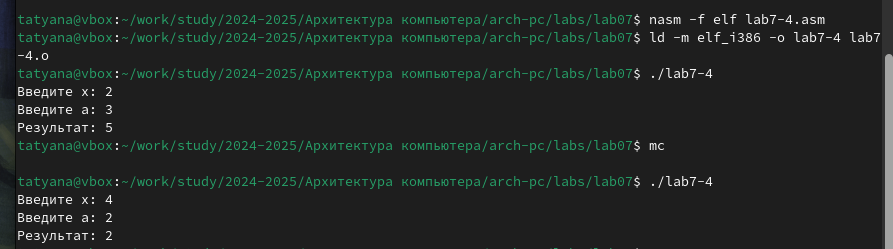 tatyana@vbox:~/work/study/2024-2025/Архитектура компьютера/arch-pc/labs/lab07$ nasm -f elf lab7-4.asm
tatyana@vbox:~/work/study/2024-2025/Архитектура компьютера/arch-pc/labs/lab07$ ld -m elf_i386 -o lab7-4 lab7
-4.o
tatyana@vbox:~/work/study/2024-2025/Архитектура компьютера/arch-pc/labs/lab07$ ./lab7-4
Введите x: 2
Введите a: 3
Результат: 5
tatyana@vbox:~/work/study/2024-2025/Архитектура компьютера/arch-pc/labs/lab07$ mc
tatyana@vbox:~/work/study/2024-2025/Архитектура компьютера/arch-pc/labs/lab07$ ./lab7-4
Введите x: 4
Введите a: 2
Результат: 2